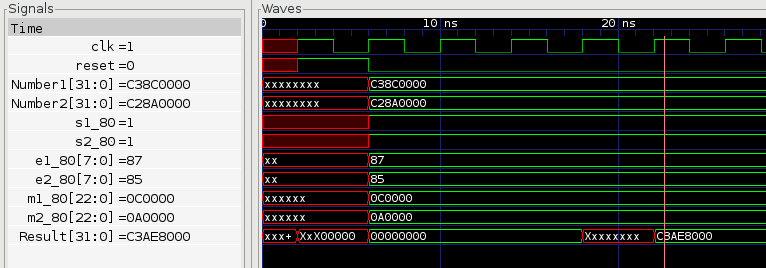 Signals
Waves
Time
0
10 ns
20 ns
clk =1
reset =0
Number1[31:0] =C38C0000
xxxxxxxx
C38C0000
Number2[31:0] =C28A0000
xxxxxxxx
C28A0000
s1_80 =1
s2_80 =1
e1_80[7:0] =87
xx
87
e2_80[7:0] =85
xx
85
m1_80[22:0] =0C0000
xxxxxx
0C0000
m2_80[22:0] =0A0000
xxxxxx
0A0000
Result[31:0] =C3AE8000
xxx+
XxX00000
00000000
Xxxxxxxx
C3AE8000